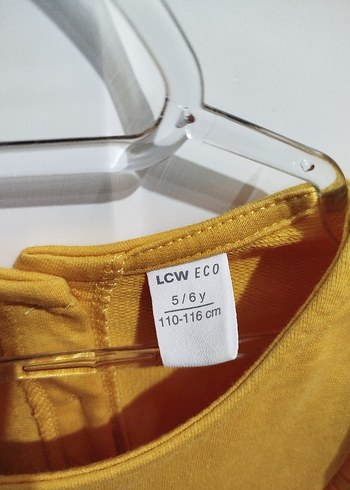 LCW ECO
5/6 y
110-116 cm